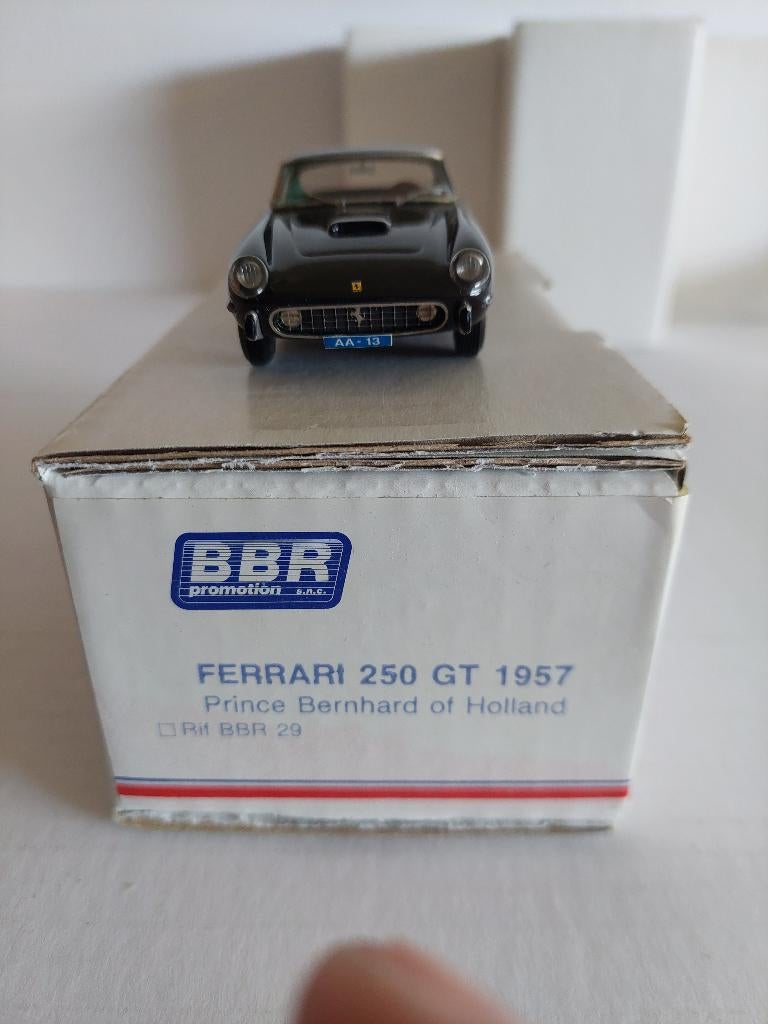 AA-13
BBR
promotion s.n.c.
FERRARI 250 GT 1957
Prince Bernhard of Holland
Rif BBR 29